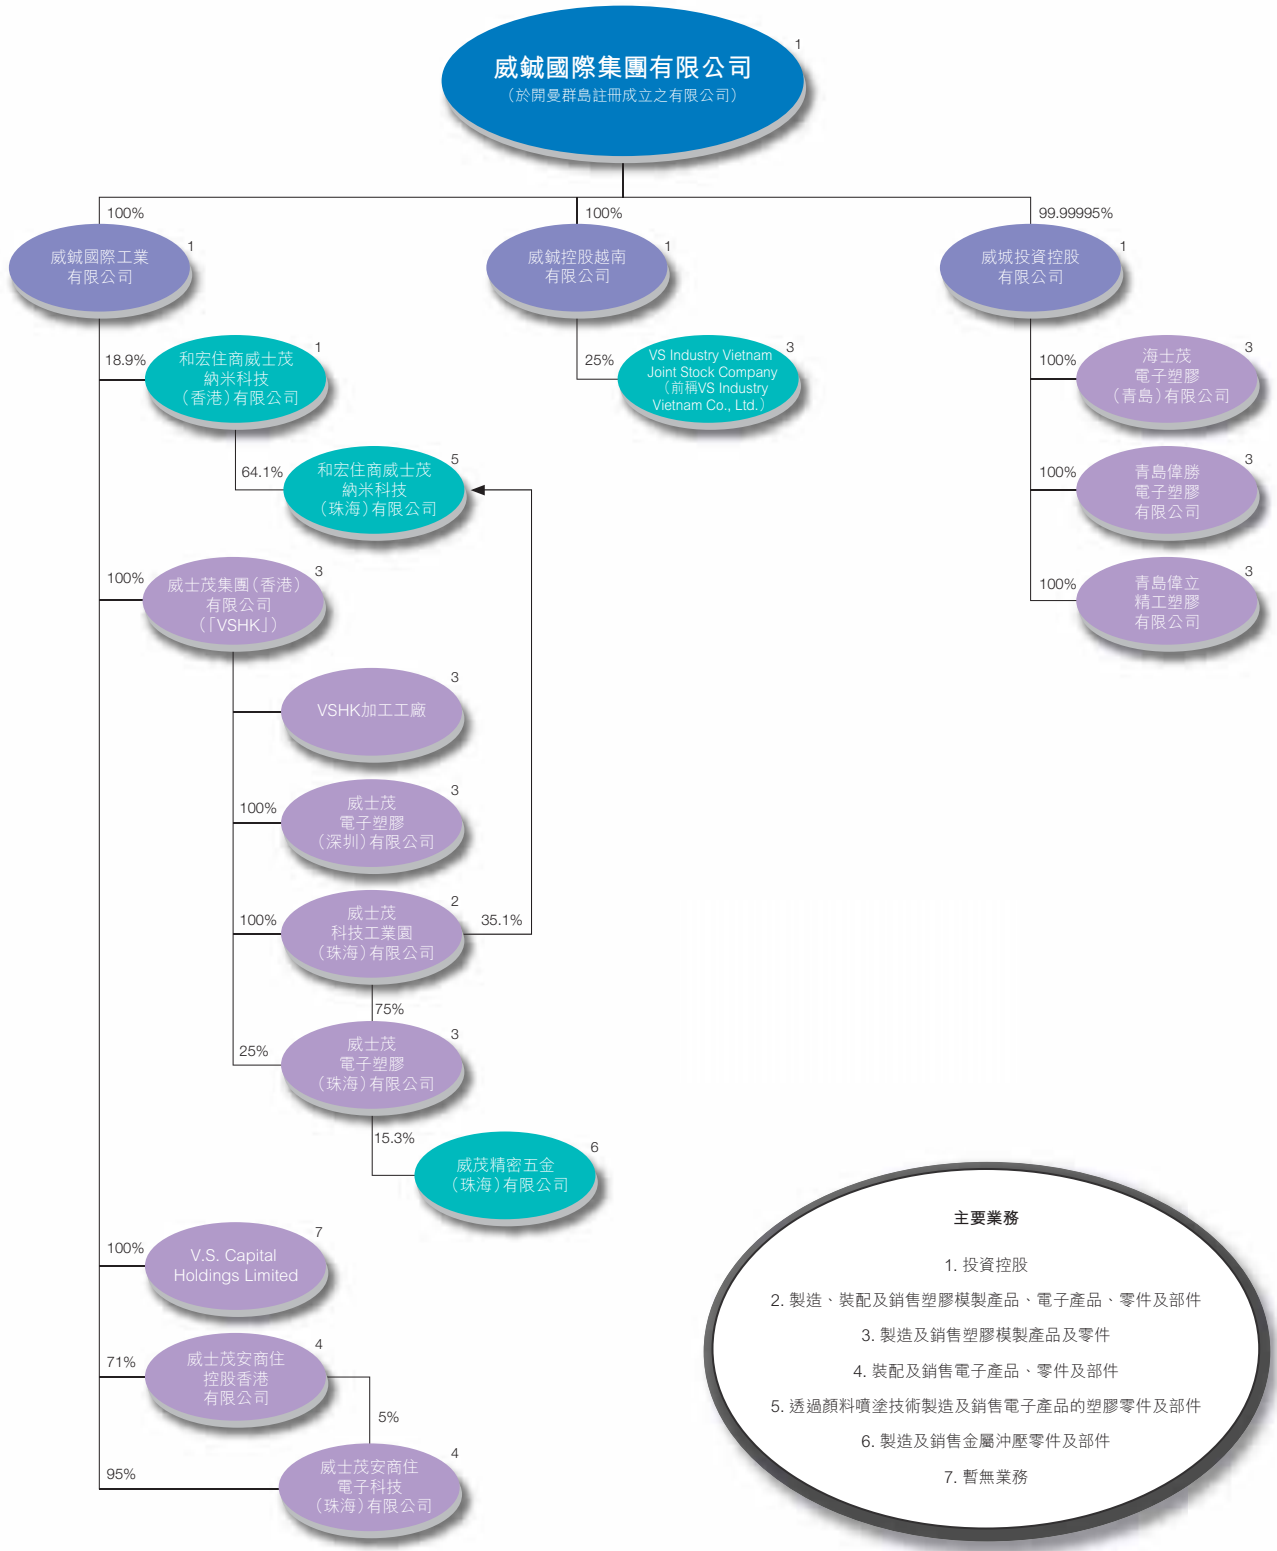 1
威鋮國際集團有限公司
（於開曼群島註冊成立之有限公司）
100%
100%
99.99995%
1
威鋮國際工業
有限公司
1
威鋮控股越南
有限公司
1
威城投資控股
有限公司
18.9%
1
和宏住商威士茂
納米科技
（香港）有限公司
25%
3
VS Industry Vietnam
Joint Stock Company
（前稱VS Industry
Vietnam Co., Ltd.）
100%
3
海士茂
電子塑膠
（青島）有限公司
64.1%
5
和宏住商威士茂
納米科技
（珠海）有限公司
100%
3
青島偉勝
電子塑膠
有限公司
100%
3
威士茂集團（香港）
有限公司
（「VSHK」）
100%
3
青島偉立
精工塑膠
有限公司
3
VSHK加工工廠
100%
3
威士茂
電子塑膠
（深圳）有限公司
100%
2
威士茂
科技工業園
（珠海）有限公司
35.1%
75%
25%
3
威士茂
電子塑膠
（珠海）有限公司
15.3%
6
威茂精密五金
（珠海）有限公司
100%
7
V.S. Capital
Holdings Limited
71%
4
威士茂安商住
控股香港
有限公司
5%
95%
4
威士茂安商住
電子科技
（珠海）有限公司
主要業務
1. 投資控股
2. 製造、裝配及銷售塑膠模製產品、電子產品、零件及部件
3. 製造及銷售塑膠模製產品及零件
4. 裝配及銷售電子產品、零件及部件
5. 透過顏料噴塗技術製造及銷售電子產品的塑膠零件及部件
6. 製造及銷售金屬沖壓零件及部件
7. 暫無業務